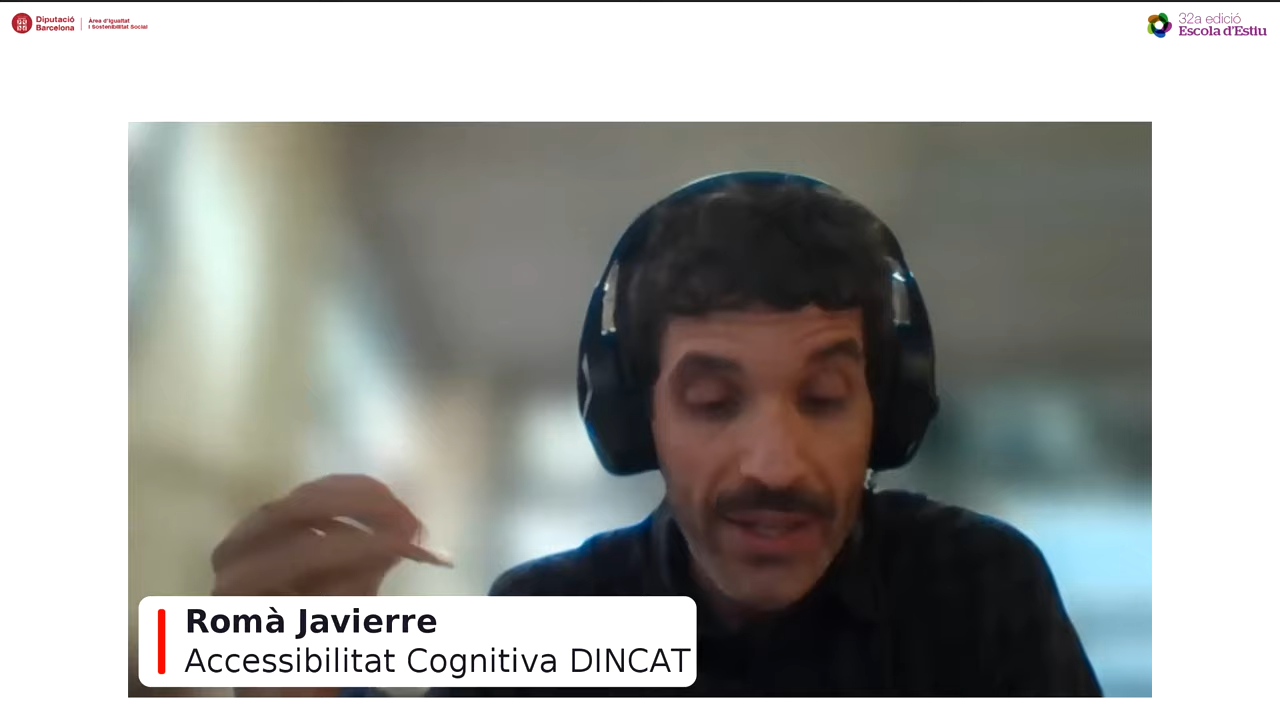 Diputació
Barcelona
Àrea d'Igualtat
i Sostenibilitat Social
32a edició
Escola d'Estiu
Romà Javierre
Accessibilitat Cognitiva DINCAT